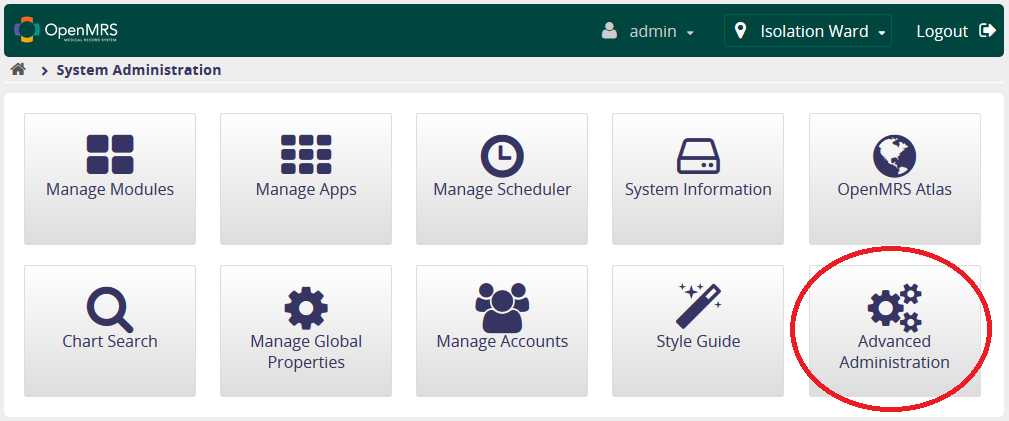 OpenMRS
MEDICAL RECORD SYSTEM
admin
Isolation Ward
Logout
System Administration
Manage Modules
Manage Apps
Manage Scheduler
System Information
OpenMRS Atlas
Chart Search
Manage Global
Properties
Manage Accounts
Style Guide
Advanced
Administration